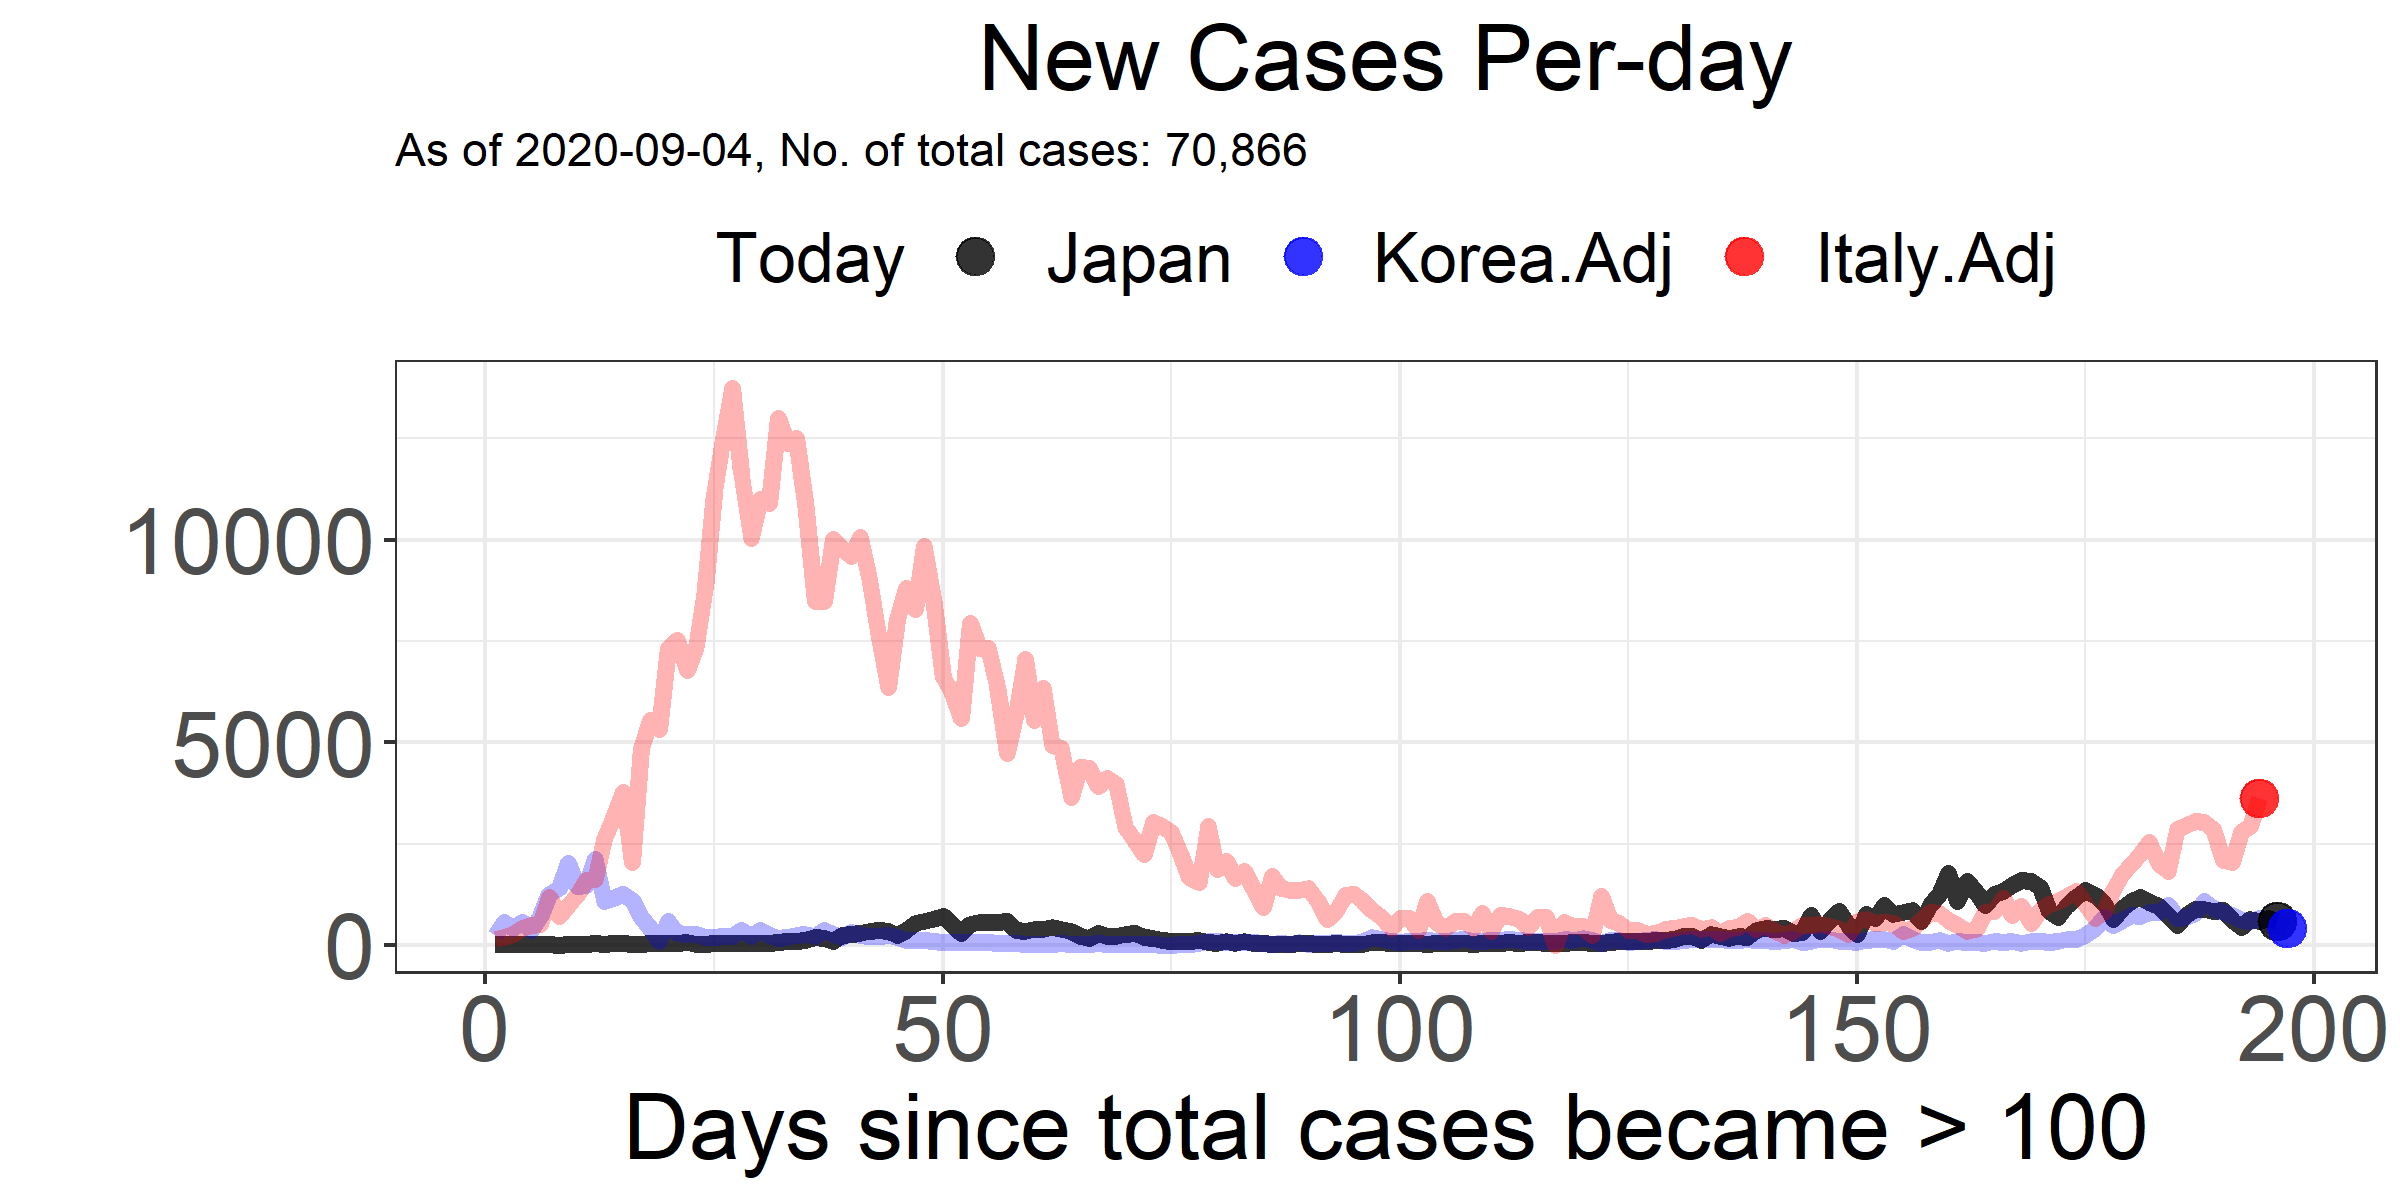 New Cases Per-day
As of 2020-09-04, No. of total cases: 70,866
Today Japan Korea.Adj Italy.Adj
10000
5000
0
0 50 100 150 200
Days since total cases became > 100